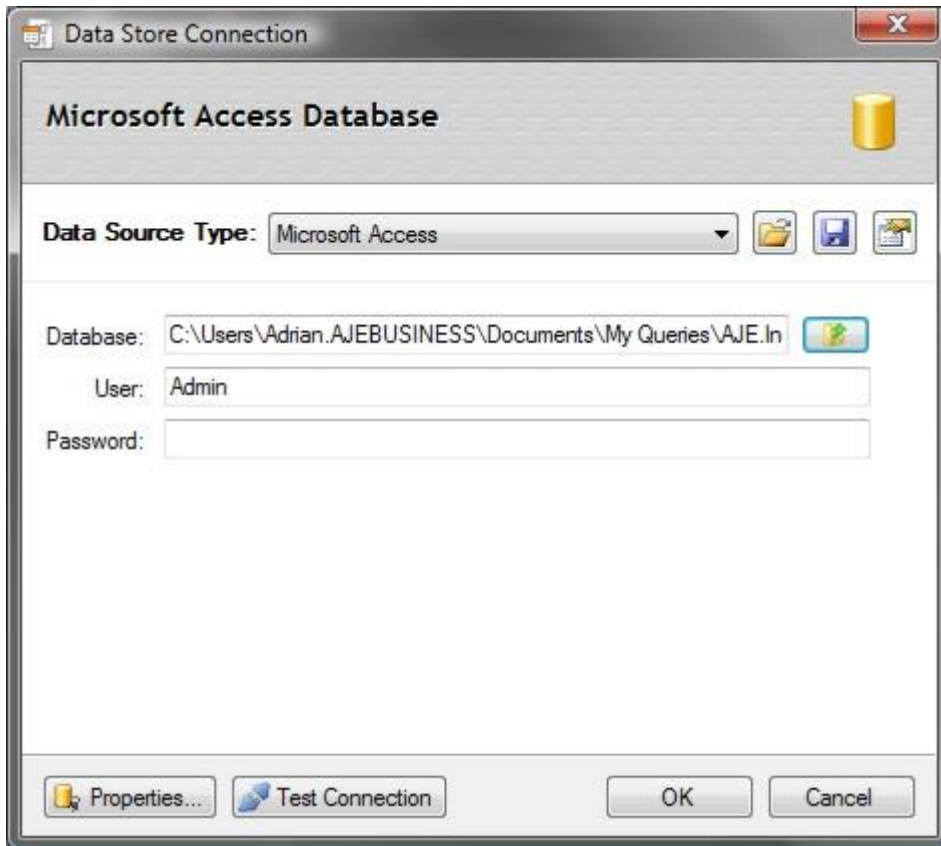 Data Store Connection
Microsoft Access Database
Data Source Type: Microsoft Access
Database: C:\Users\Adrian.AJEBUSINESS\Documents\My Queries\AJE.In
User: Admin
Password:
Properties... Test Connection OK Cancel